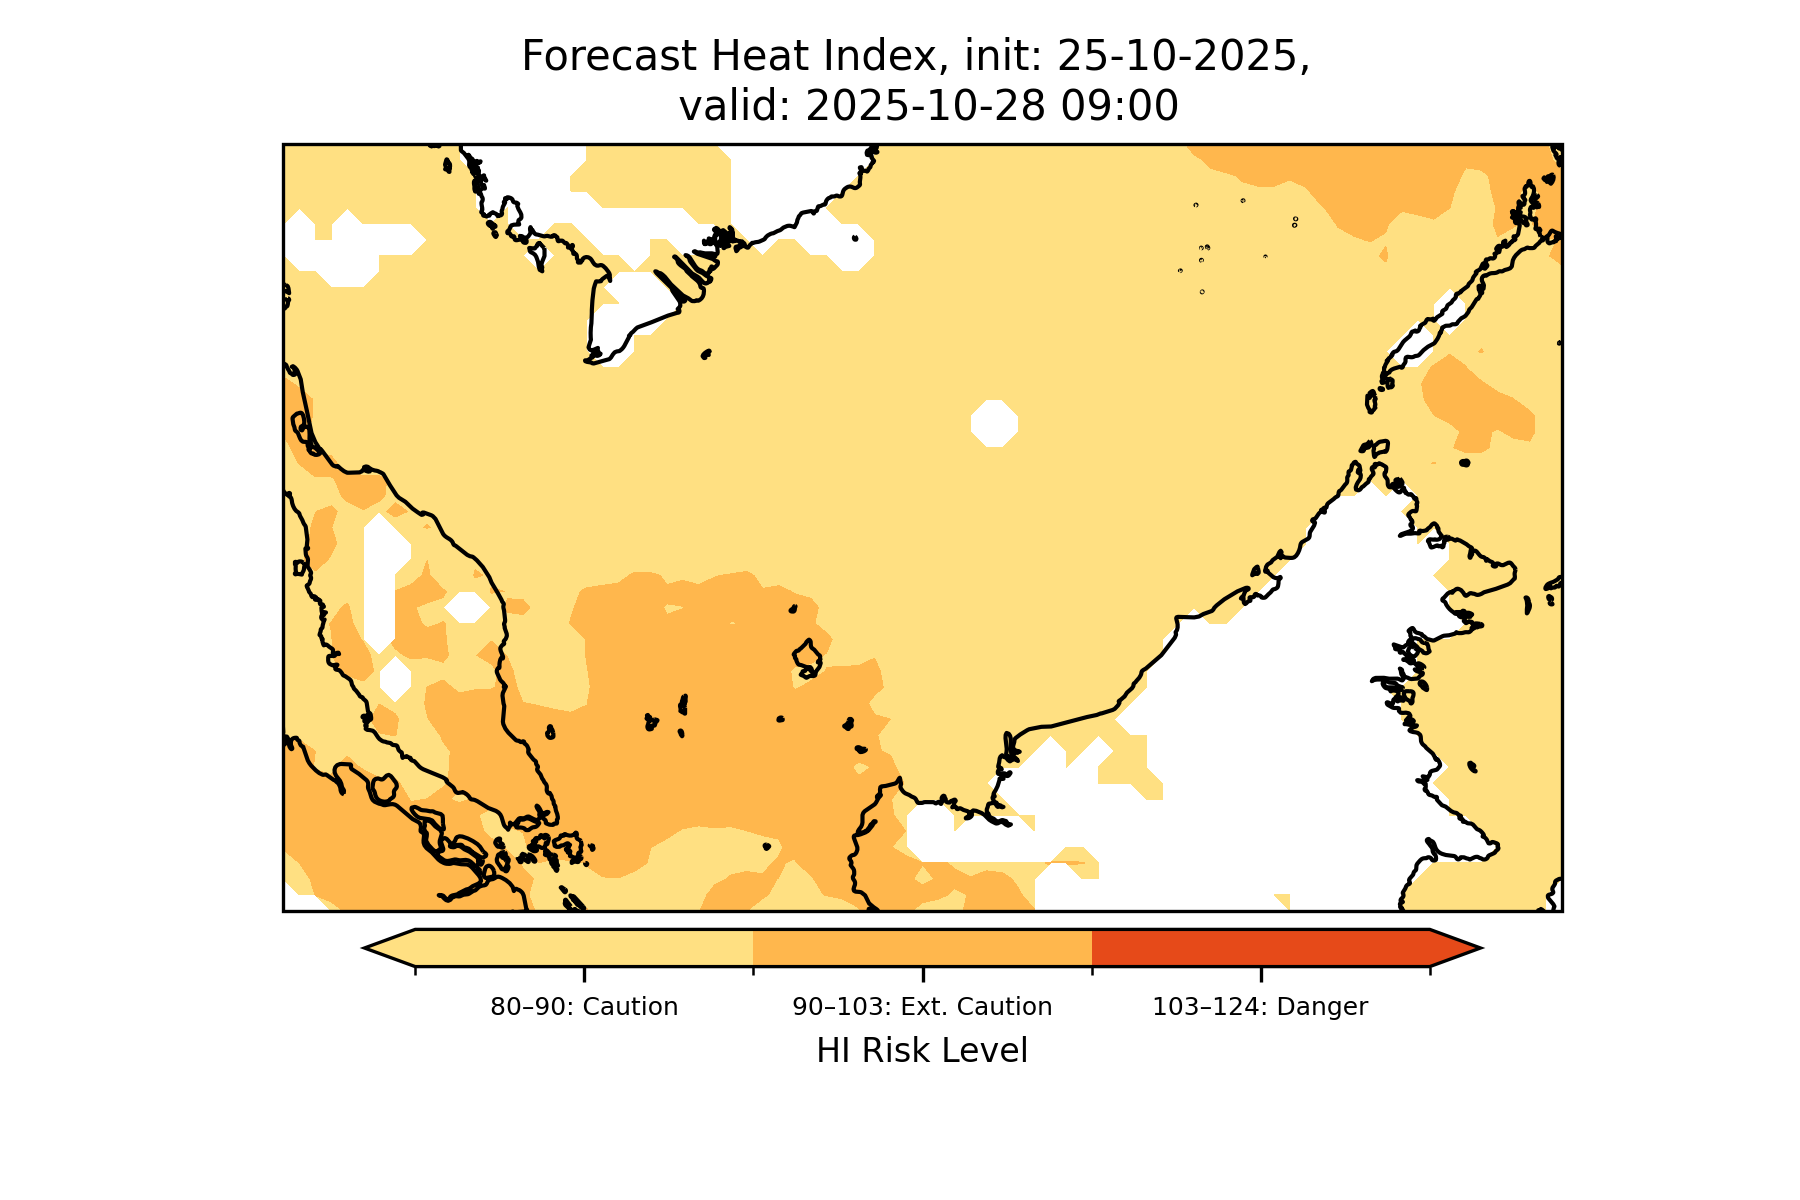 Forecast Heat Index, init: 25-10-2025,
valid: 2025-10-28 09:00
80–90: Caution
90–103: Ext. Caution
103–124: Danger
HI Risk Level